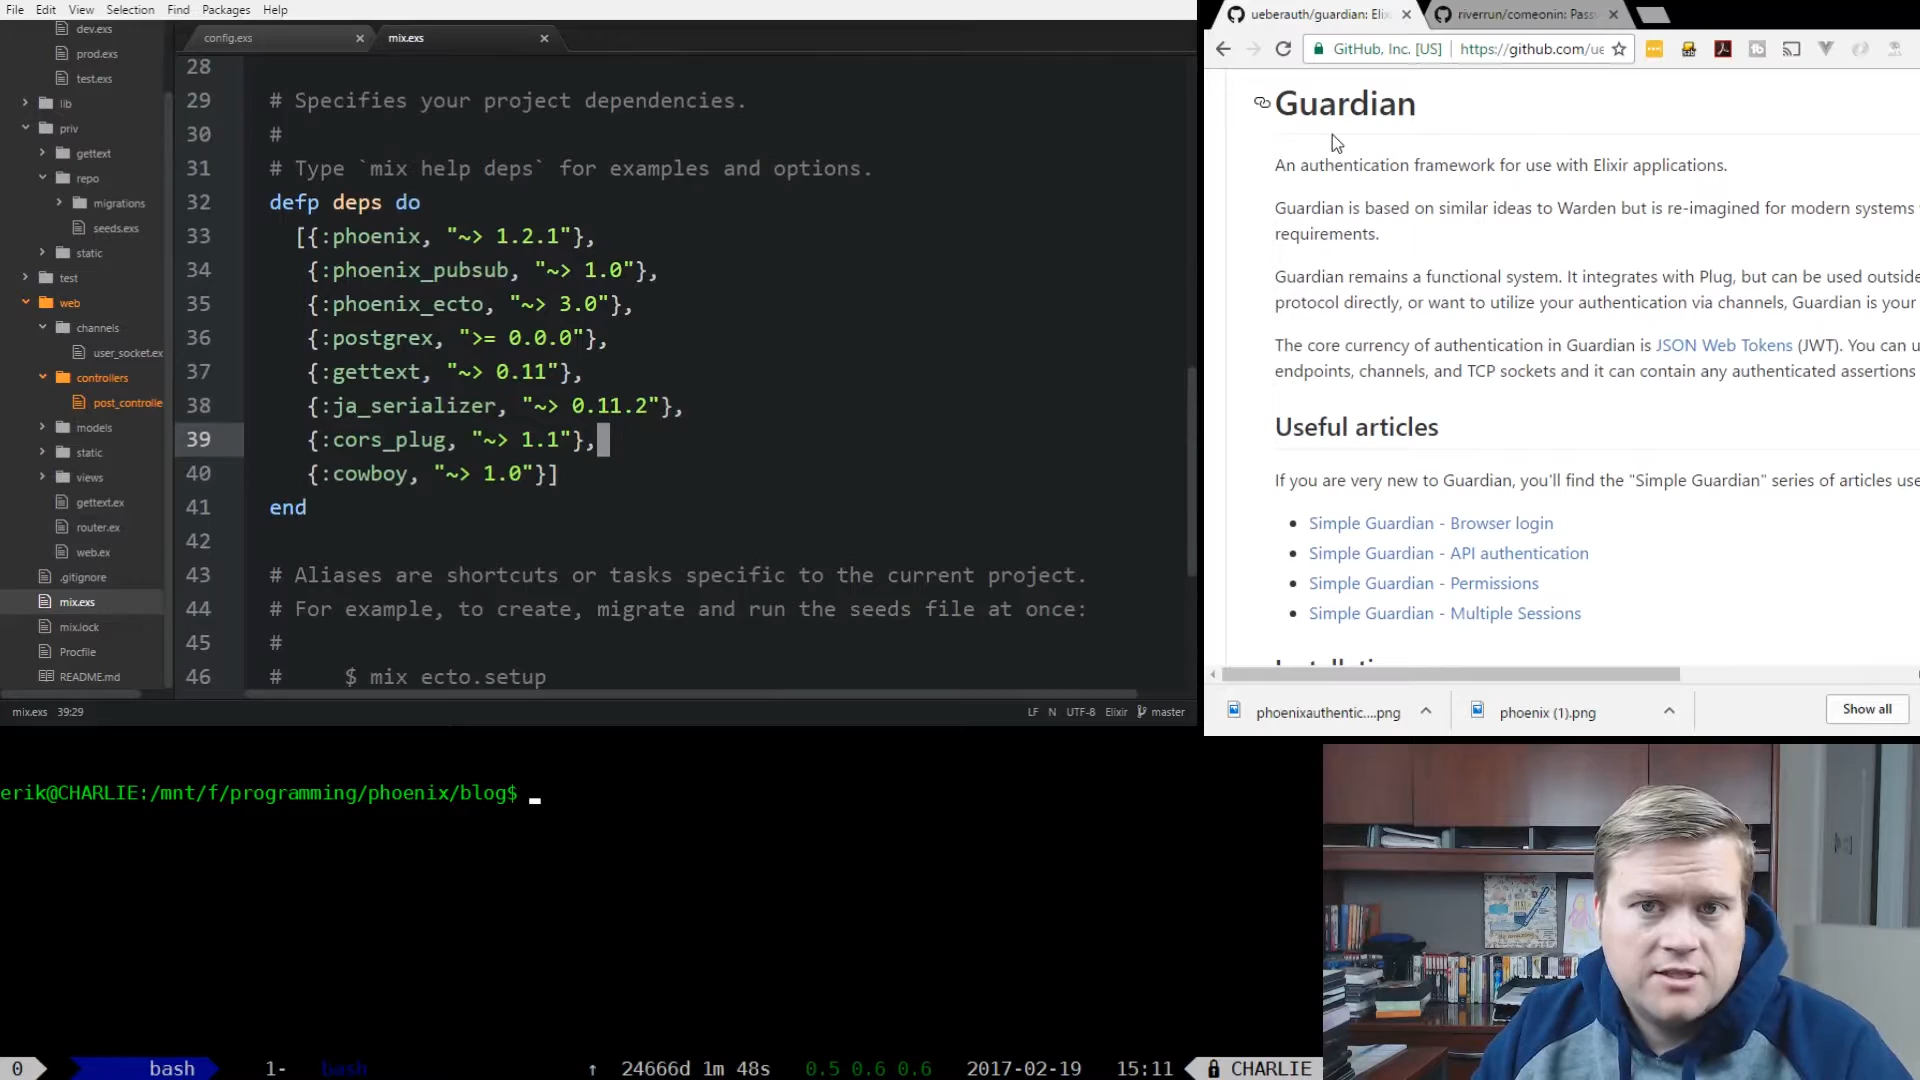 File Edit View Selection Find Packages Help
dev.exs
prod.exs
test.exs
lib
priv
gettext
repo
migrations
seeds.exs
static
test
web
channels
user_socket.ex
controllers
post_controlle
models
static
views
gettext.ex
router.ex
web.ex
.gitignore
mix.exs
mix.lock
Procfile
README.md
config.exs
mix.exs
28
29 # Specifies your project dependencies.
30 #
31 # Type `mix help deps` for examples and options.
32 defp deps do
33 [{:phoenix, "~> 1.2.1"},
34 {:phoenix_pubsub, "~> 1.0"},
35 {:phoenix_ecto, "~> 3.0"},
36 {:postgrex, ">= 0.0.0"},
37 {:gettext, "~> 0.11"},
38 {:ja_serializer, "~> 0.11.2"},
39 {:cors_plug, "~> 1.1"},
40 {:cowboy, "~> 1.0"}]
41 end
42
43 # Aliases are shortcuts or tasks specific to the current project.
44 # For example, to create, migrate and run the seeds file at once:
45 #
46 # $ mix ecto.setup
mix.exs 39:29
LF N UTF-8 Elixir master
ueberauth/guardian: Eli
riverrun/comeonin: Pass
GitHub, Inc. [US] https://github.com/ue
Guardian
An authentication framework for use with Elixir applications.
Guardian is based on similar ideas to Warden but is re-imagined for modern systems
requirements.
Guardian remains a functional system. It integrates with Plug, but can be used outside
protocol directly, or want to utilize your authentication via channels, Guardian is your
The core currency of authentication in Guardian is JSON Web Tokens (JWT). You can u
endpoints, channels, and TCP sockets and it can contain any authenticated assertions
Useful articles
If you are very new to Guardian, you'll find the "Simple Guardian" series of articles use
Simple Guardian - Browser login
Simple Guardian - API authentication
Simple Guardian - Permissions
Simple Guardian - Multiple Sessions
phoenixauthentic....png
phoenix (1).png
Show all
erik@CHARLIE:/mnt/f/programming/phoenix/blog$
0 bash 1- bash ↑ 24666d 1m 48s 0.5 0.6 0.6 2017-02-19 15:11 CHARLIE